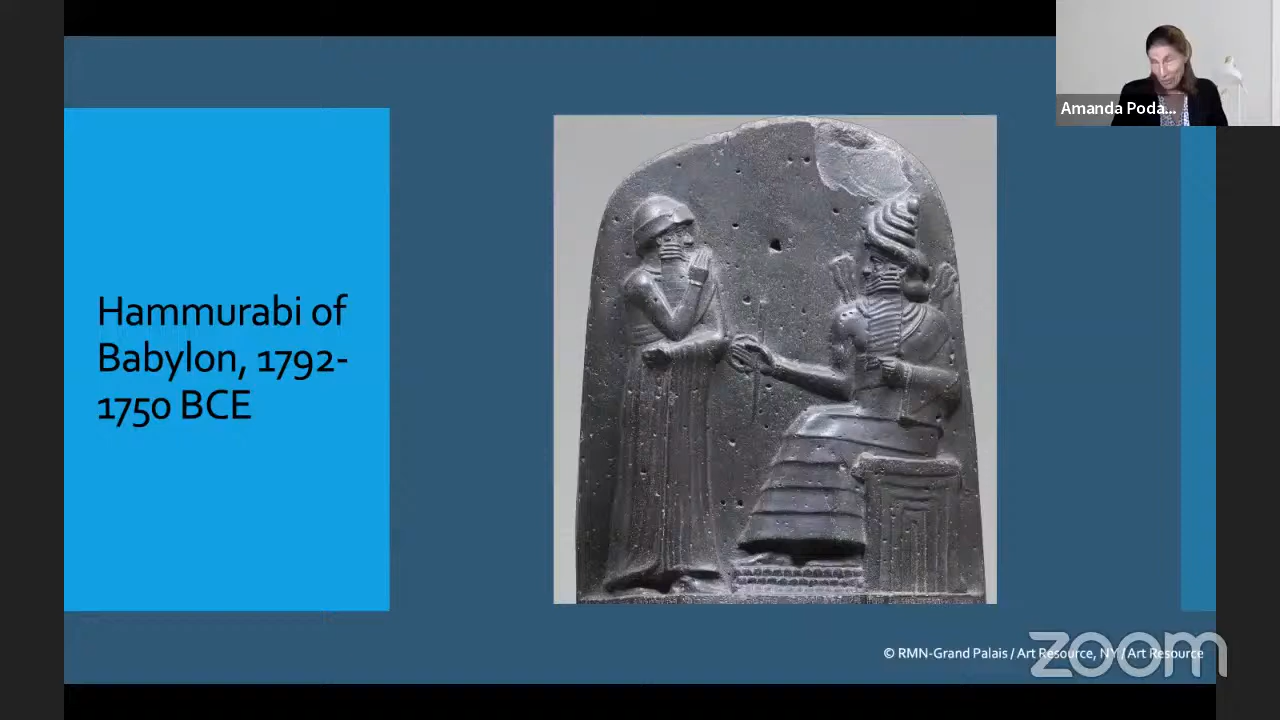 Amanda Poda...
Hammurabi of
Babylon, 1792-
1750 BCE
© RMN-Grand Palais / Art Resource, NY / Art Resource
zoom